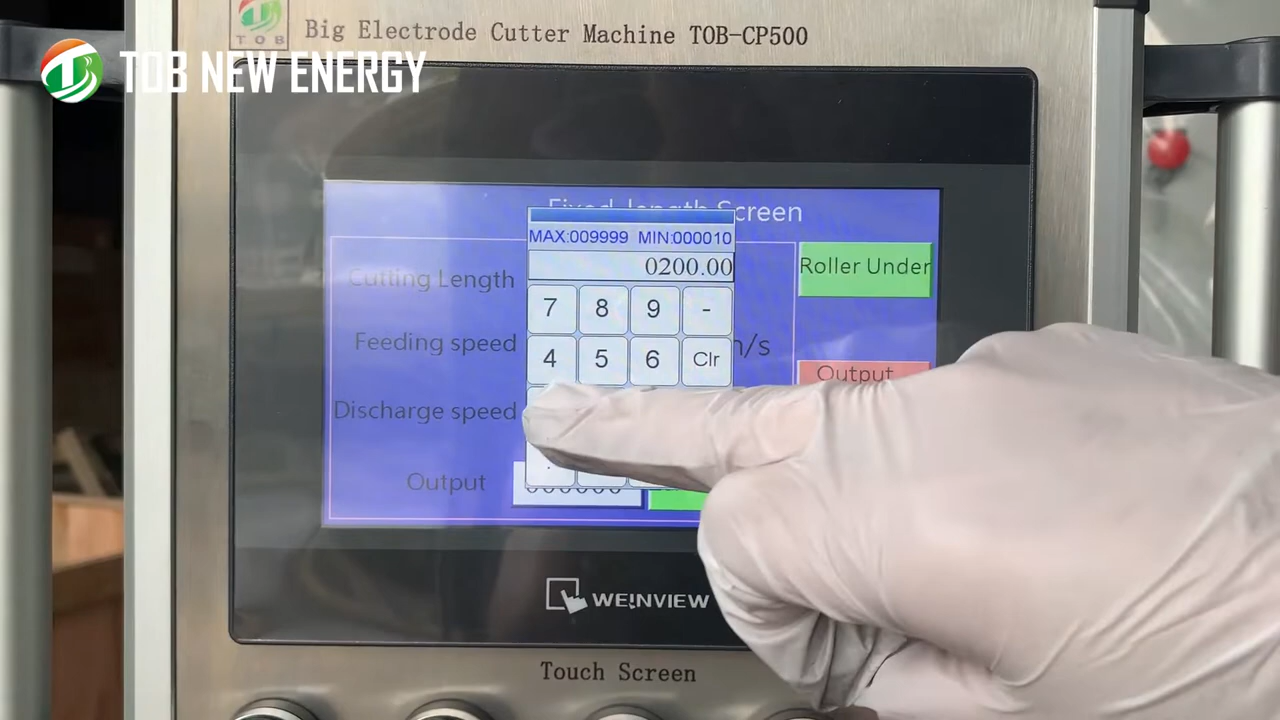 TOB
Big Electrode Cutter Machine TOB-CP500
TOB NEW ENERGY
Fixed-length Screen
MAX:009999 MIN:000010
0200.00
Cutting Length
Roller Under
7 8 9 -
Feeding speed
m/s
4 5 6 Clr
Output
Discharge speed
.
Output
000000
WEINVIEW
Touch Screen